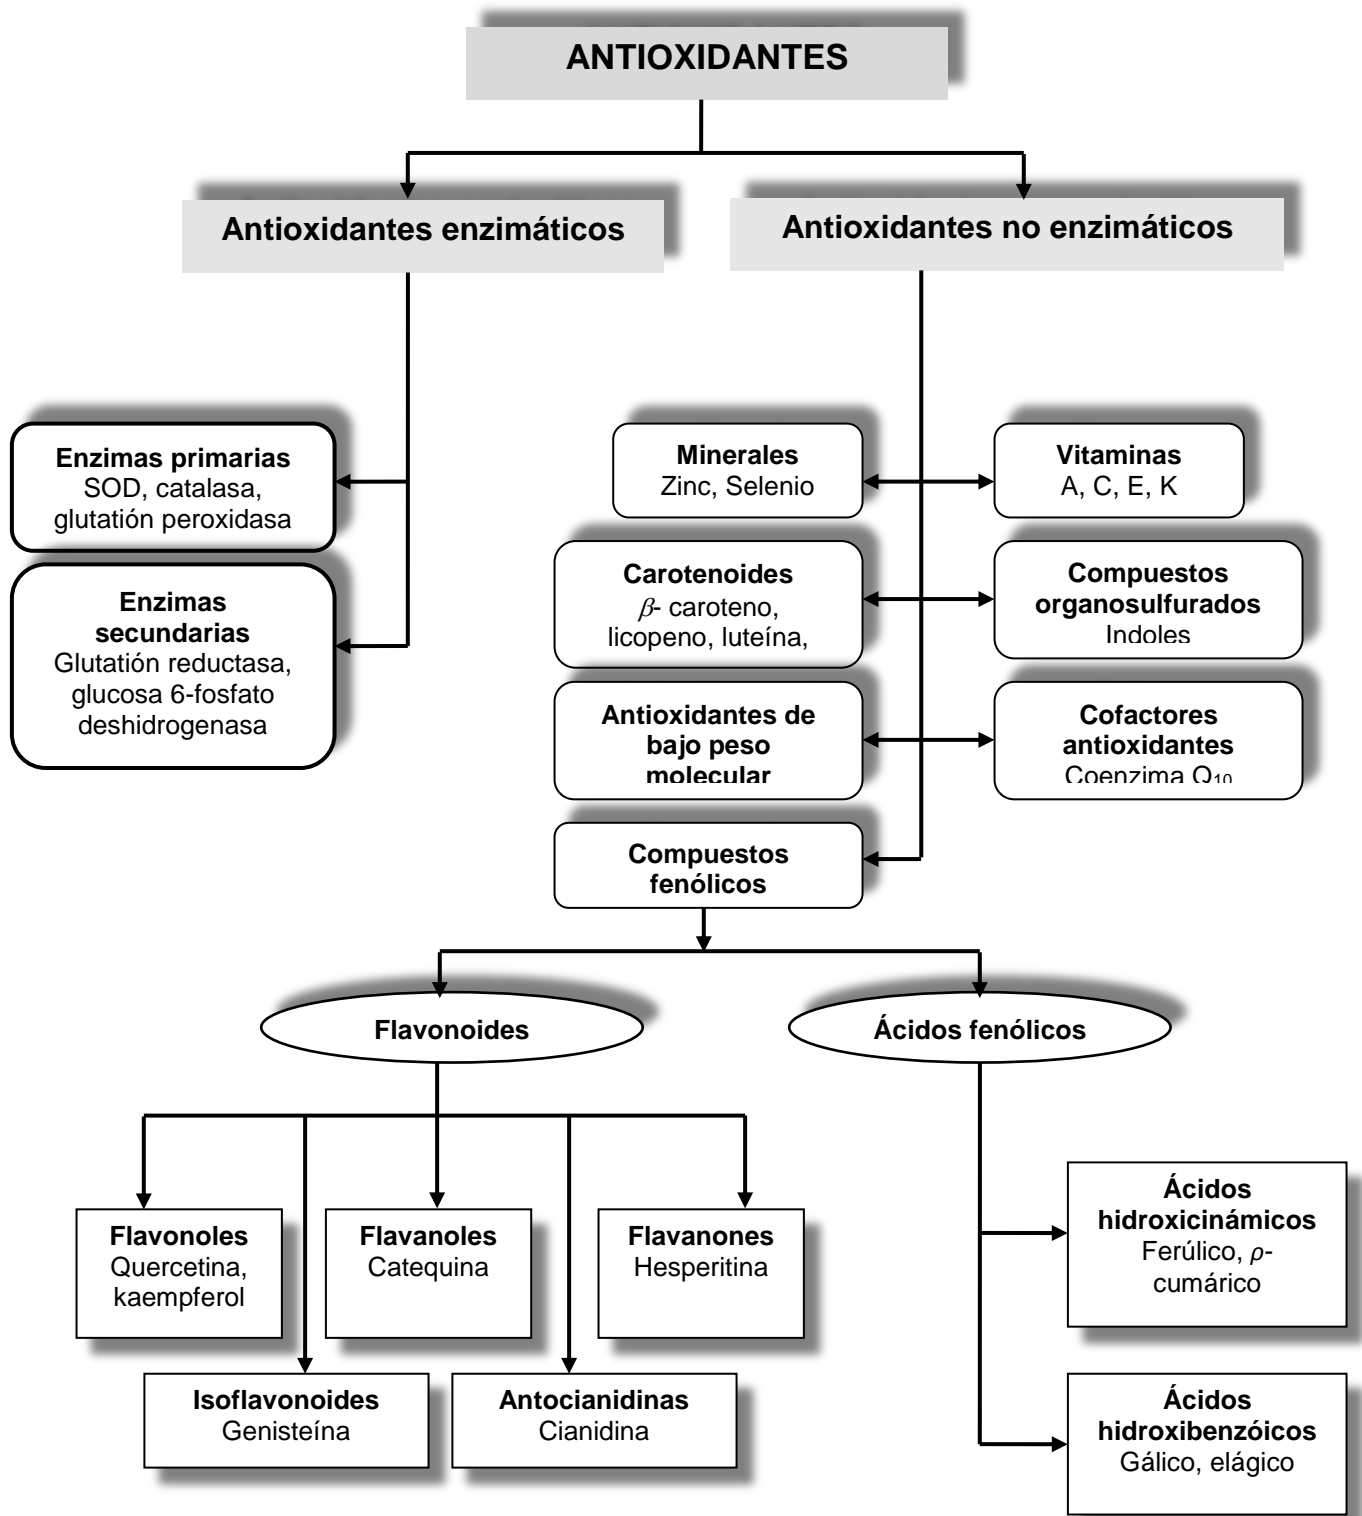 ANTIOXIDANTES
Antioxidantes enzimáticos
Antioxidantes no enzimáticos
Enzimas primarias
SOD, catalasa,
glutatión peroxidasa
Enzimas
secundarias
Glutatión reductasa,
glucosa 6-fosfato
deshidrogenasa
Minerales
Zinc, Selenio
Vitaminas
A, C, E, K
Carotenoides
β- caroteno,
licopeno, luteína,
Compuestos
organosulfurados
Indoles
Antioxidantes de
bajo peso
molecular
Cofactores
antioxidantes
Coenzima Q₁₀
Compuestos
fenólicos
Flavonoides
Ácidos fenólicos
Flavonoles
Quercetina,
kaempferol
Flavanoles
Catequina
Flavanones
Hesperitina
Isoflavonoides
Genisteína
Antocianidinas
Cianidina
Ácidos
hidroxicinámicos
Ferúlico, ρ-
cumárico
Ácidos
hidroxibenzóicos
Gálico, elágico